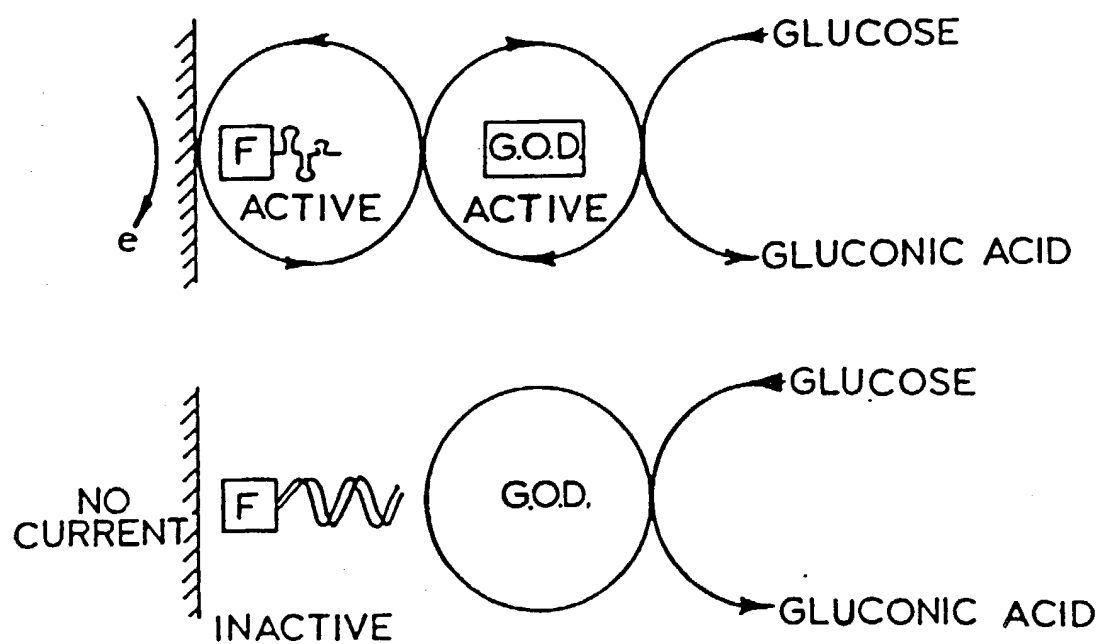 GLUCOSE
F
G.O.D.
ACTIVE
ACTIVE
e
GLUCONIC ACID
GLUCOSE
NO
CURRENT
F
G.O.D.
INACTIVE
GLUCONIC ACID